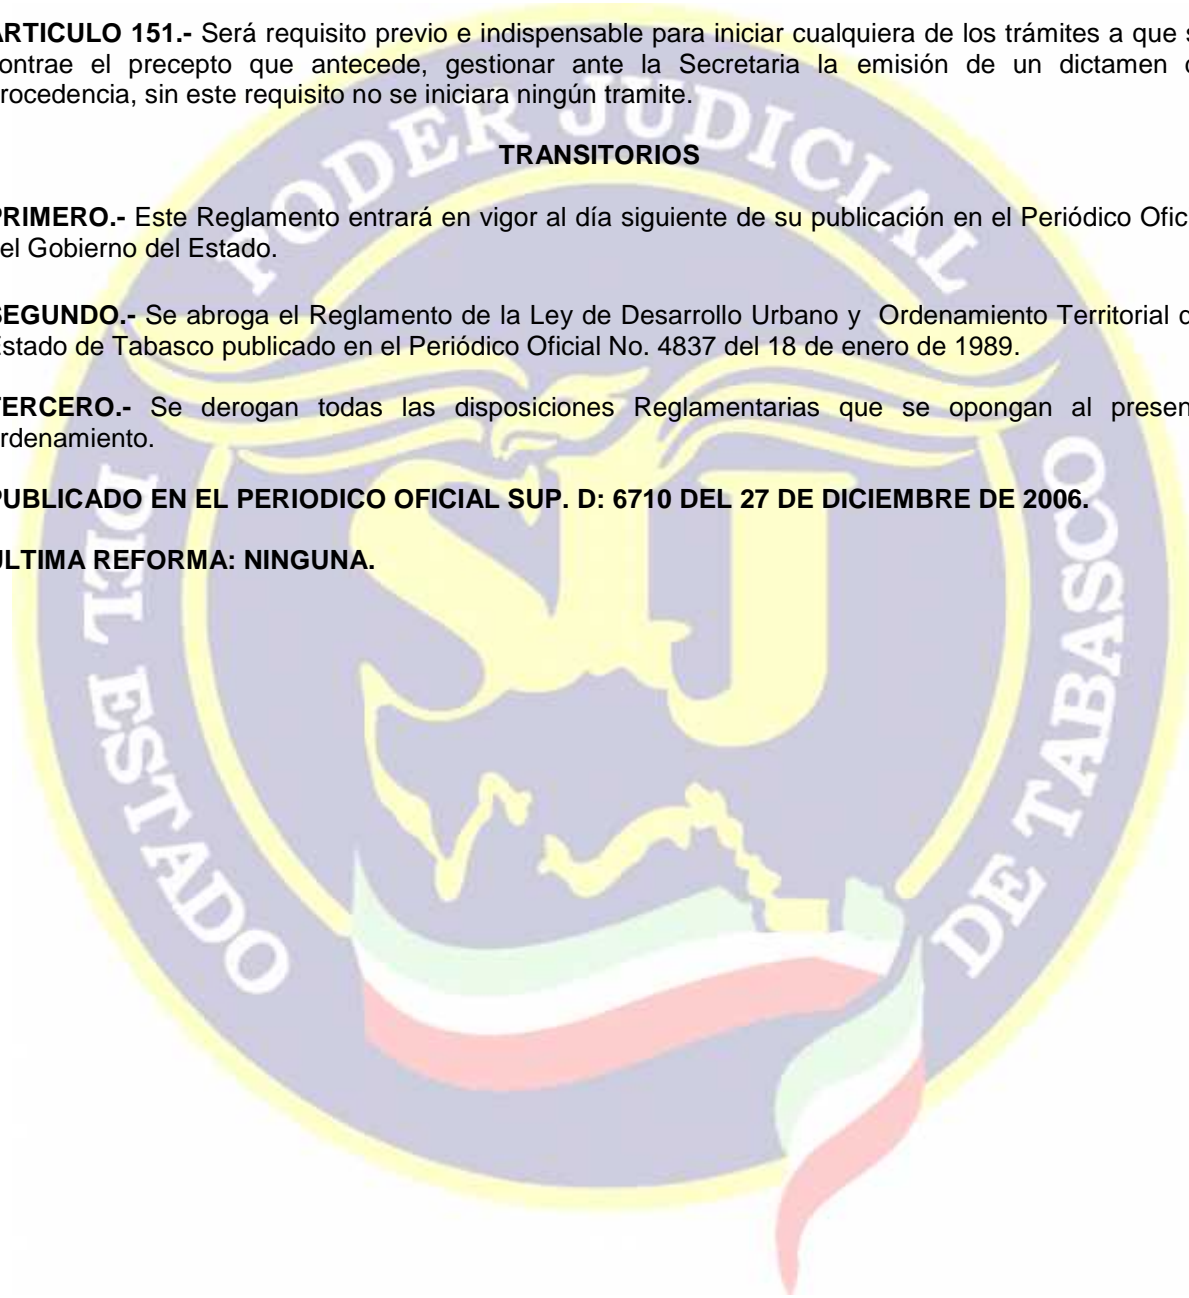 ARTICULO 151.- Será requisito previo e indispensable para iniciar cualquiera de los trámites a que s
ontrae el precepto que antecede, gestionar ante la Secretaria la emisión de un dictamen d
rocedencia, sin este requisito no se iniciara ningún tramite.
TRANSITORIOS
PRIMERO.- Este Reglamento entrará en vigor al día siguiente de su publicación en el Periódico Ofici
el Gobierno del Estado.
SEGUNDO.- Se abroga el Reglamento de la Ley de Desarrollo Urbano y Ordenamiento Territorial d
Estado de Tabasco publicado en el Periódico Oficial No. 4837 del 18 de enero de 1989.
TERCERO.- Se derogan todas las disposiciones Reglamentarias que se opongan al presen
rdenamiento.
PUBLICADO EN EL PERIODICO OFICIAL SUP. D: 6710 DEL 27 DE DICIEMBRE DE 2006.
ULTIMA REFORMA: NINGUNA.
PODER JUDICIAL
DEL ESTADO
DE TABASCO
STJ